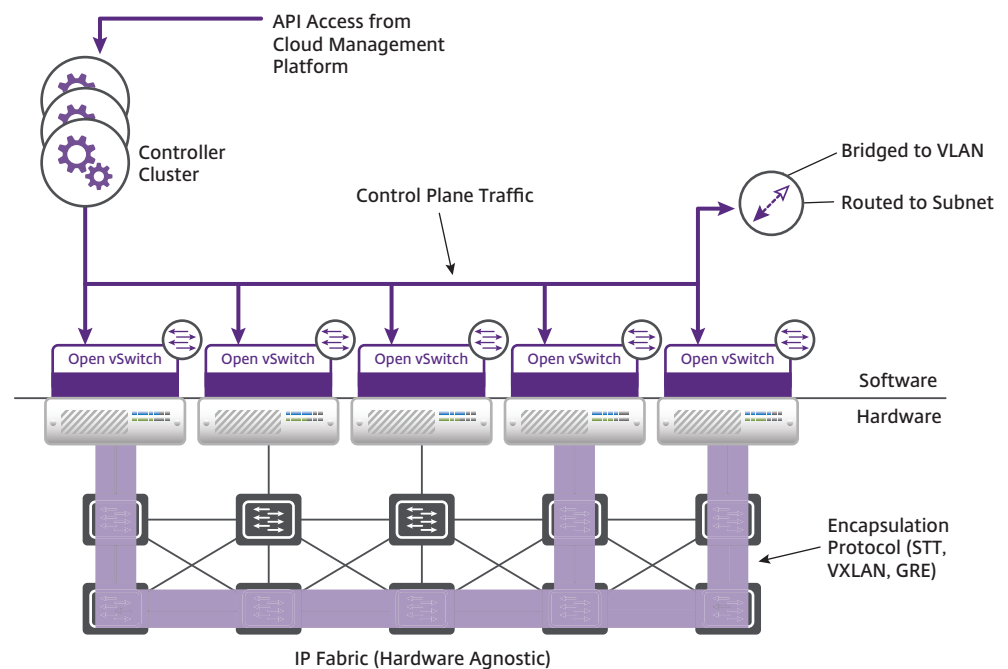 API Access from
Cloud Management
Platform
Controller
Cluster
Control Plane Traffic
Bridged to VLAN
Routed to Subnet
Open vSwitch
Open vSwitch
Open vSwitch
Open vSwitch
Open vSwitch
Software
Hardware
Encapsulation
Protocol (STT,
VXLAN, GRE)
IP Fabric (Hardware Agnostic)